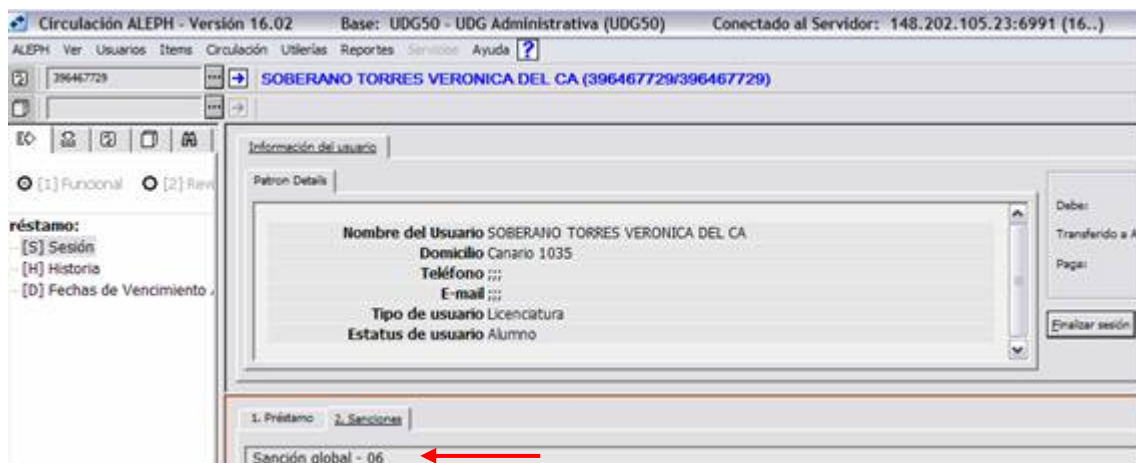 Circulación ALEPH - Versión 16.02 Base: UDG50 - UDG Administrativa (UDG50) Conectado al Servidor: 148.202.105.23:6991 (16..)
ALEPH Ver Usuarios Items Circulación Utilerías Reportes Servicios Ayuda ?
396467729 ... SOBERANO TORRES VERONICA DEL CA (396467729/396467729)
...
Información del usuario
[1] Funcional [2] Rev
Patron Details
Debe:
réstamo:
Nombre del Usuario SOBERANO TORRES VERONICA DEL CA
Transferido a A
[S] Sesión
Domicilio Canario 1035
[H] Historia
Teléfono ;;;
Paga:
[D] Fechas de Vencimiento
E-mail ;;;
Tipo de usuario Licenciatura
Estatus de usuario Alumno
Finalizar sesión
1. Préstamo 2. Sanciones
Sanción global - 06